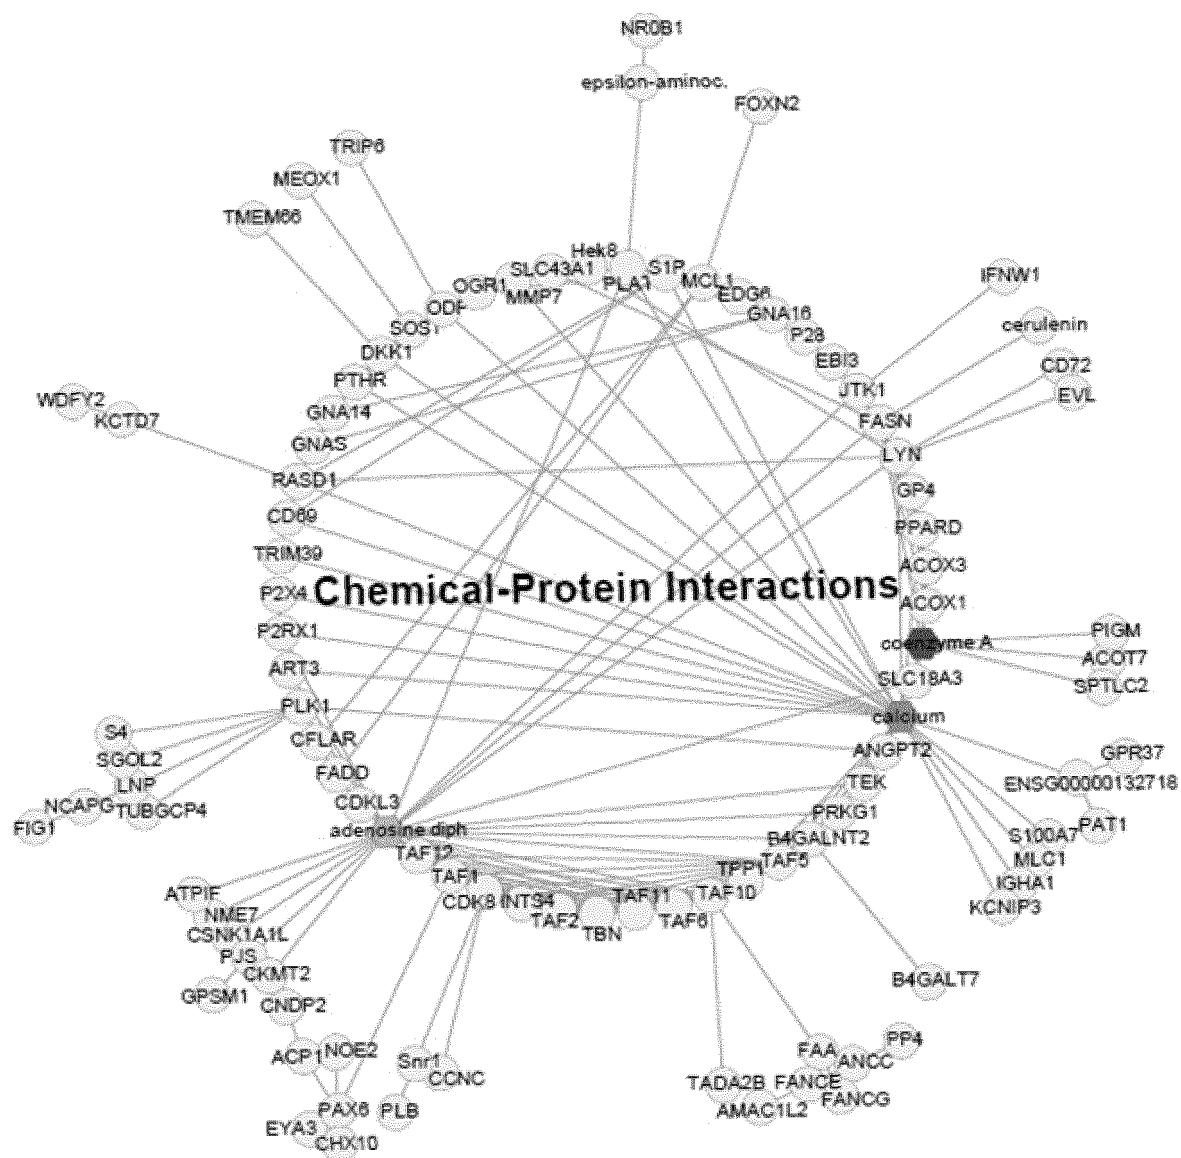 NR0B1
epsilon-aminoc.
FOXN2
TRIP6
MEOX1
TMEM66
Hek8
SLC43A1
S1P
PLA1
MCL1
IFNW1
OGR1
MMP7
EDG6
ODF
GNA16
SOS1
P28
cerulenin
DKK1
EBI3
CD72
PTHR
JTK1
EVL
WDFY2
KCTD7
GNA14
FASN
GNAS
LYN
RASD1
GP4
CD69
PPARD
TRIM39
ACOX3
Chemical-Protein Interactions
P2X4
ACOX1
P2RX1
PIGM
coenzyme A
ACOT7
ART3
SLC18A3
SPTLC2
PLK1
calcium
S4
CFLAR
ANGPT2
GPR37
SGOL2
FADD
TEK
ENSG00000132718
LNP
NCAPG
TUBGCP4
CDKL3
PRKG1
FIG1
adenosine diph
B4GALNT2
S100A7
PAT1
TAF12
TAF5
MLC1
TAF1
TPP1
IGHA1
ATPIF
CDK8
INTS4
TAF11
TAF10
KCNIP3
NME7
TAF2
TBN
TAF6
CSNK1A1L
PJS
CKMT2
B4GALT7
GPSM1
CNDP2
ACP1
NOE2
Snr1
FAA
PP4
ANCC
CCNC
TADA2B
FANCE
PAX6
PLB
AMAC1L2
FANCG
EYA3
CHX10